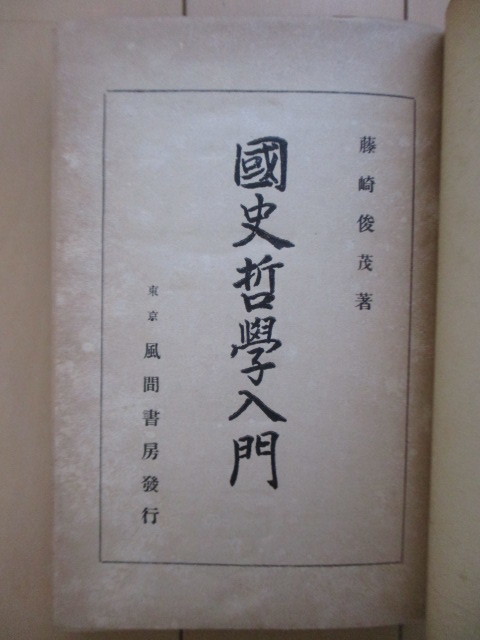 藤崎俊茂著
國史哲學入門
東京 風間書房發行